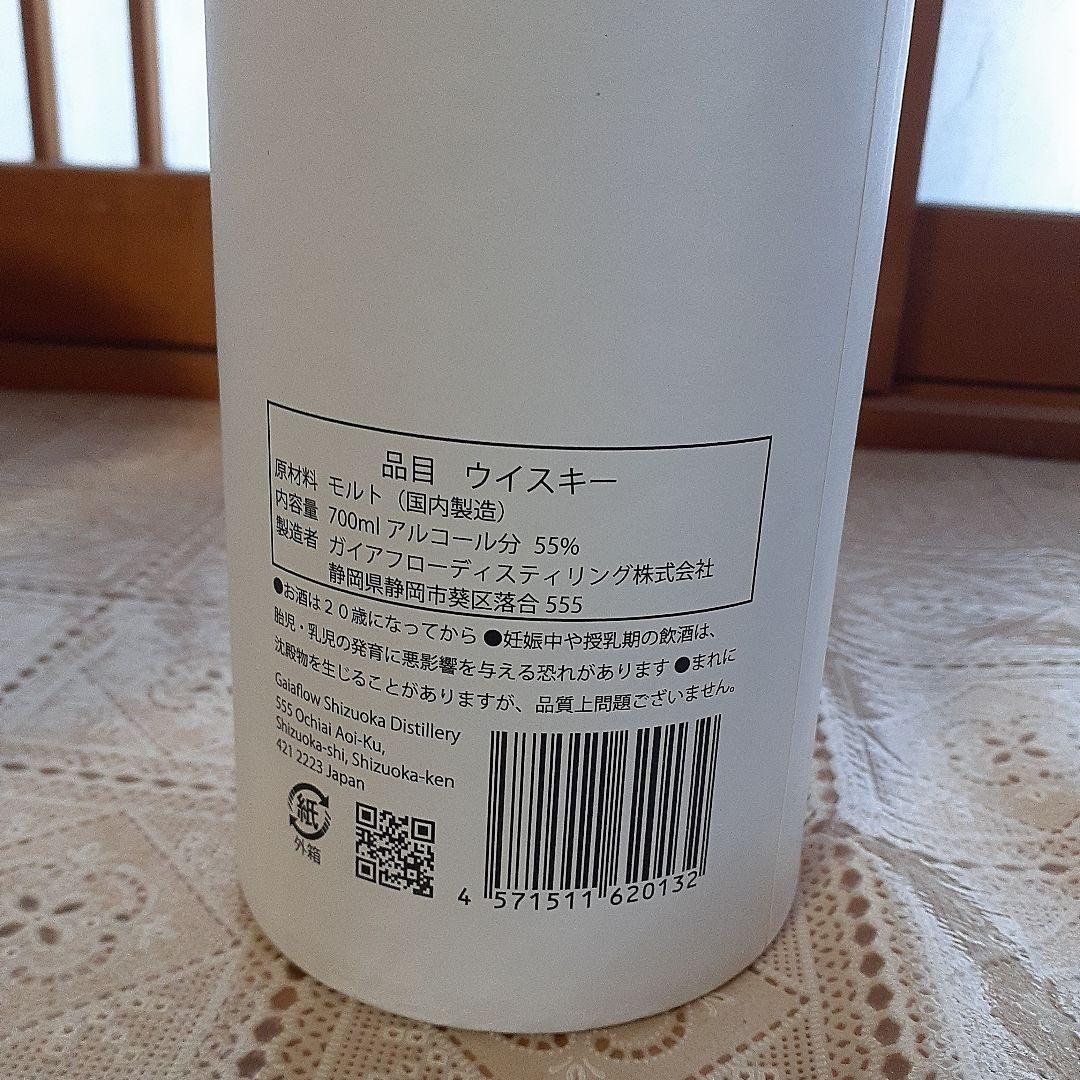 品目　ウイスキー
原材料　モルト（国内製造）
内容量　700ml アルコール分 55%
製造者　ガイアフローディスティリング株式会社
静岡県静岡市葵区落合 555
●お酒は２０歳になってから ●妊娠中や授乳期の飲酒は、
胎児・乳児の発育に悪影響を与える恐れがあります ●まれに
沈殿物を生じることがありますが、品質上問題ございません。
Gaiaflow Shizuoka Distillery
555 Ochiai Aoi-Ku,
Shizuoka-shi, Shizuoka-ken
421 2223 Japan
紙
外箱
4 571511 620132